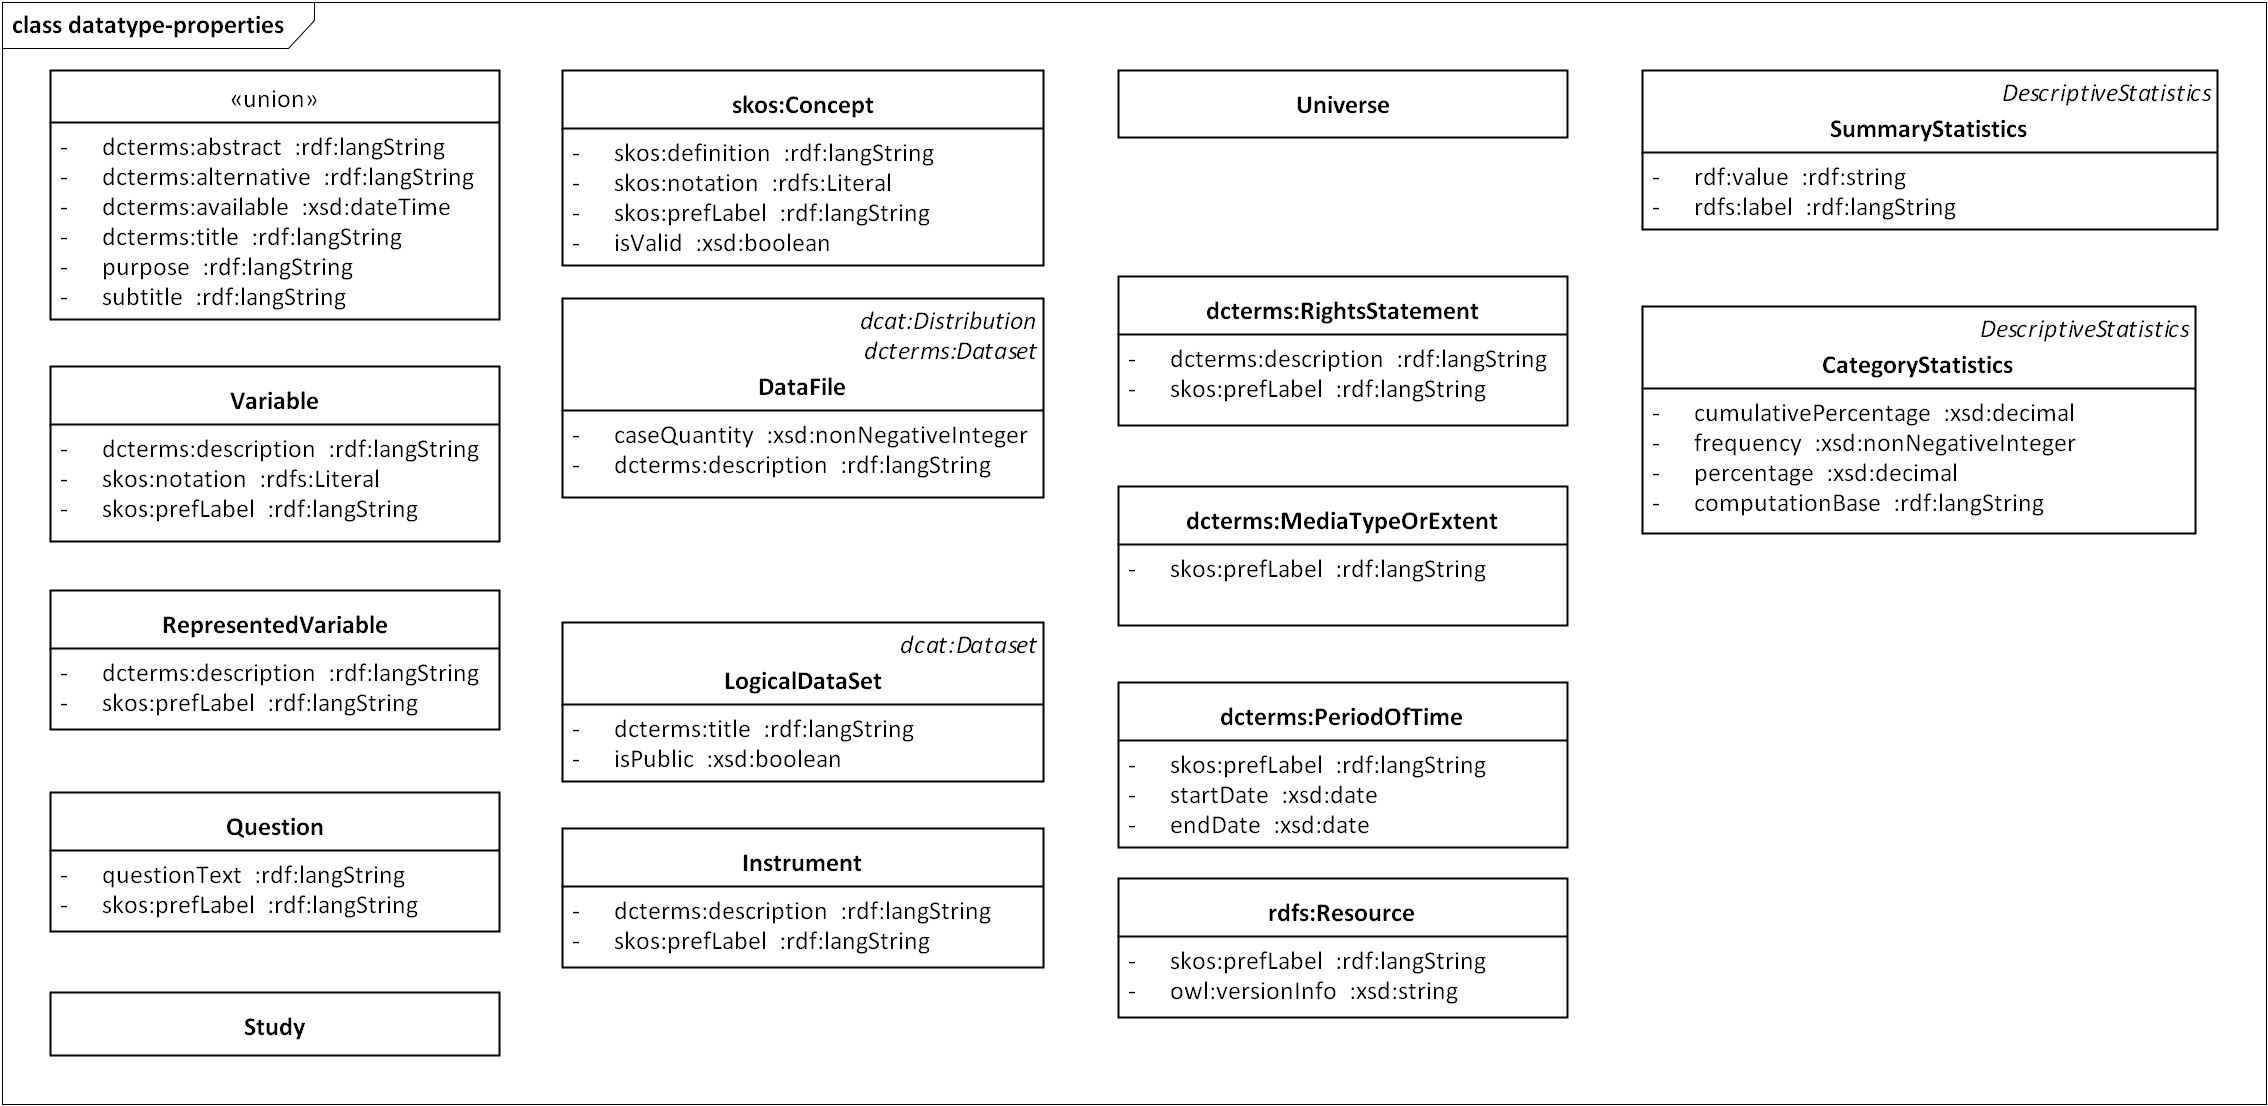 class datatype-properties
«union»
- dcterms:abstract :rdf:langString
- dcterms:alternative :rdf:langString
- dcterms:available :xsd:dateTime
- dcterms:title :rdf:langString
- purpose :rdf:langString
- subtitle :rdf:langString
Variable
- dcterms:description :rdf:langString
- skos:notation :rdfs:Literal
- skos:prefLabel :rdf:langString
RepresentedVariable
- dcterms:description :rdf:langString
- skos:prefLabel :rdf:langString
Question
- questionText :rdf:langString
- skos:prefLabel :rdf:langString
Study
skos:Concept
- skos:definition :rdf:langString
- skos:notation :rdfs:Literal
- skos:prefLabel :rdf:langString
- isValid :xsd:boolean
dcat:Distribution
dcterms:Dataset
DataFile
- caseQuantity :xsd:nonNegativeInteger
- dcterms:description :rdf:langString
dcat:Dataset
LogicalDataSet
- dcterms:title :rdf:langString
- isPublic :xsd:boolean
Instrument
- dcterms:description :rdf:langString
- skos:prefLabel :rdf:langString
Universe
dcterms:RightsStatement
- dcterms:description :rdf:langString
- skos:prefLabel :rdf:langString
dcterms:MediaTypeOrExtent
- skos:prefLabel :rdf:langString
dcterms:PeriodOfTime
- skos:prefLabel :rdf:langString
- startDate :xsd:date
- endDate :xsd:date
rdfs:Resource
- skos:prefLabel :rdf:langString
- owl:versionInfo :xsd:string
DescriptiveStatistics
SummaryStatistics
- rdf:value :rdf:string
- rdfs:label :rdf:langString
DescriptiveStatistics
CategoryStatistics
- cumulativePercentage :xsd:decimal
- frequency :xsd:nonNegativeInteger
- percentage :xsd:decimal
- computationBase :rdf:langString